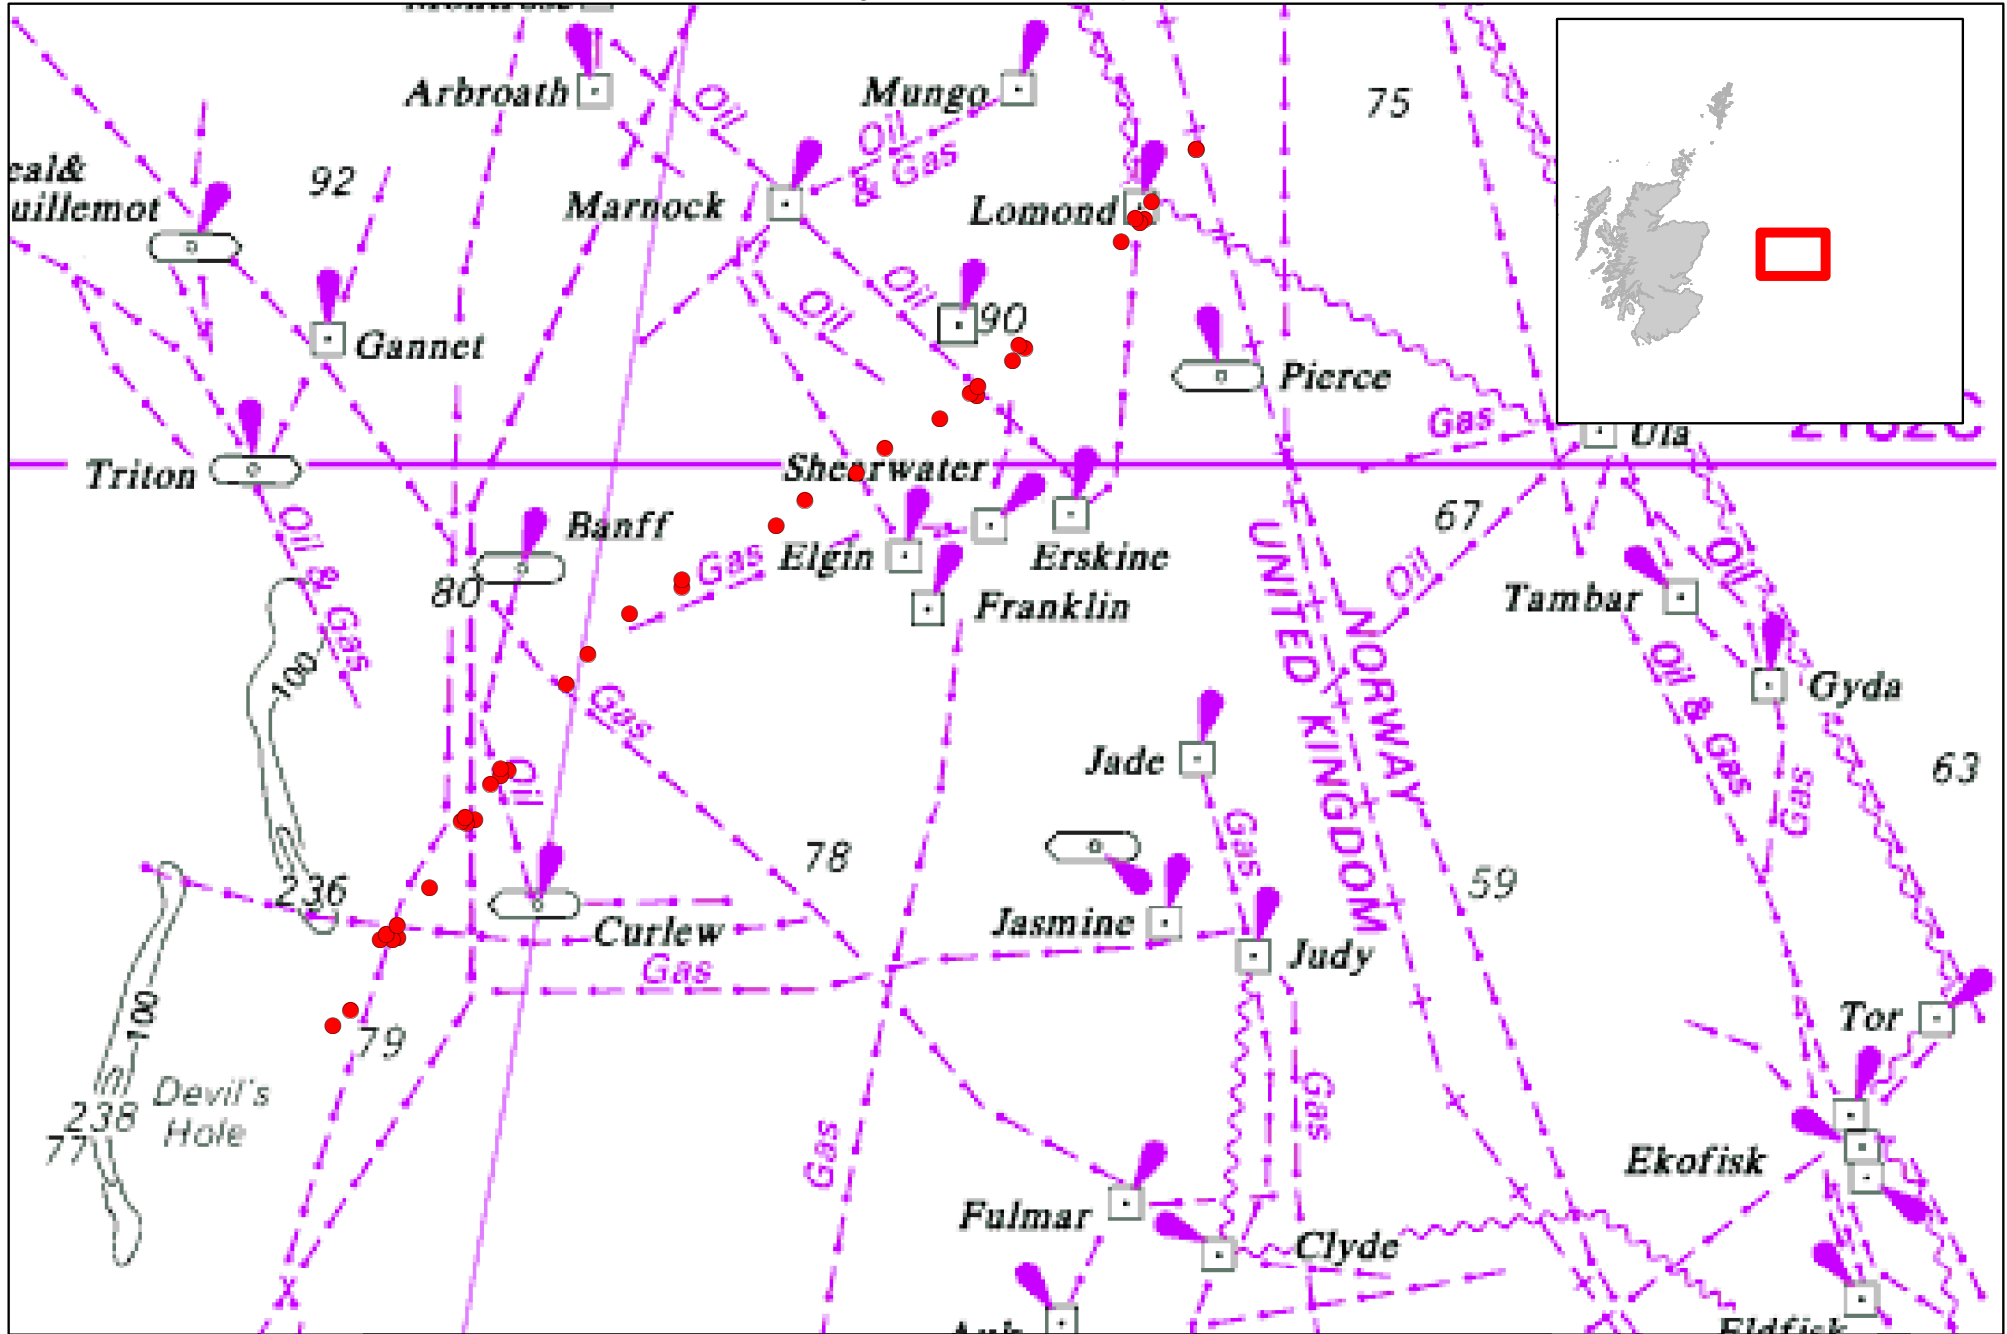 Arbroath
Oil
Mungo
75
Oil
& Gas
92
Marnock
Lomond
Oil
Oil
90
Gannet
Pierce
Gas
Ula
Triton
Shearwater
Oil & Gas
Banff
80
Gas
Elgin
Erskine
Franklin
67
Oil
Oil
Tambar
UNITED KINGDOM
NORWAY
100
Gas
Oil & Gas
Gyda
Jade
63
Oil
Gas
Gas
78
59
236
Curlew
Gas
Jasmine
Judy
100
79
Tor
Devil's
Hole
238
77
Gas
Gas
Ekofisk
Fulmar
Clyde